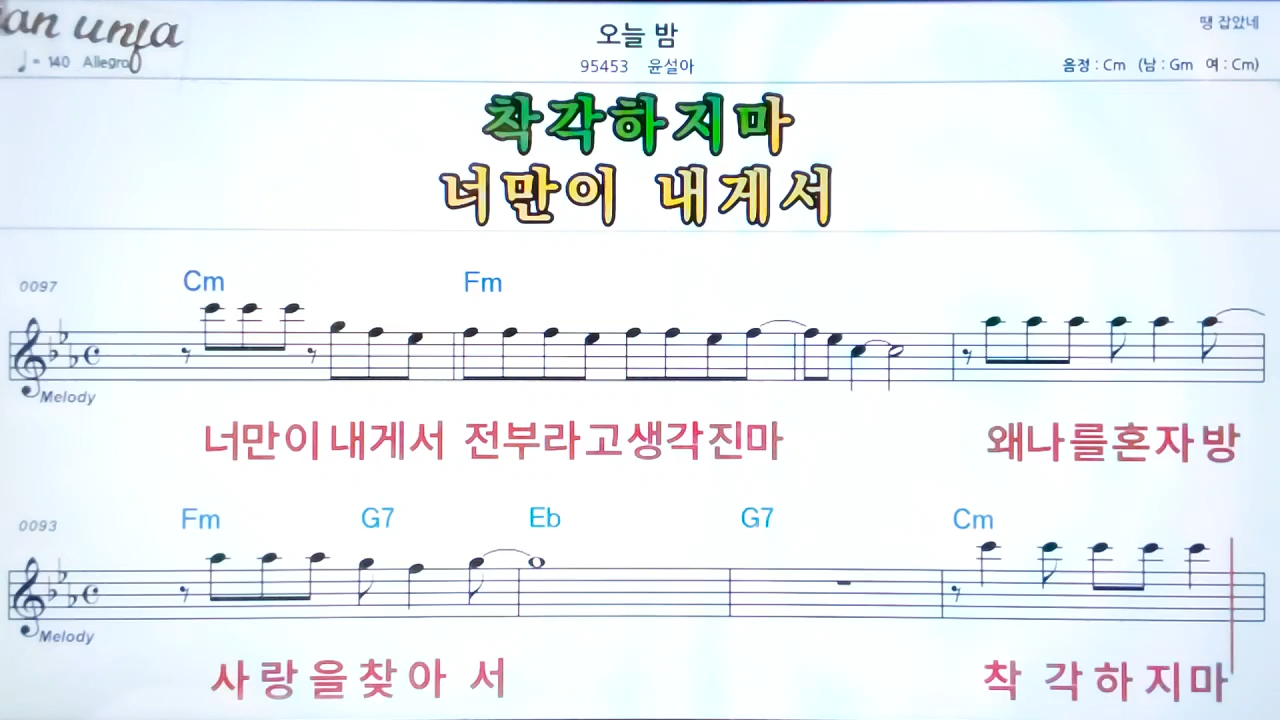 오늘 밤
땡 잡았네
♩= 140 Allegro
95453 윤설아
음정 : Cm (남 : Gm 여 : Cm)
착각하지마
너만이 내게서
0097
Cm Fm
Melody
너만이내게서 전부라고생각진마 왜나를혼자방
0093
Fm G7 Eb G7 Cm
Melody
사랑을찾아 서 착 각하지마